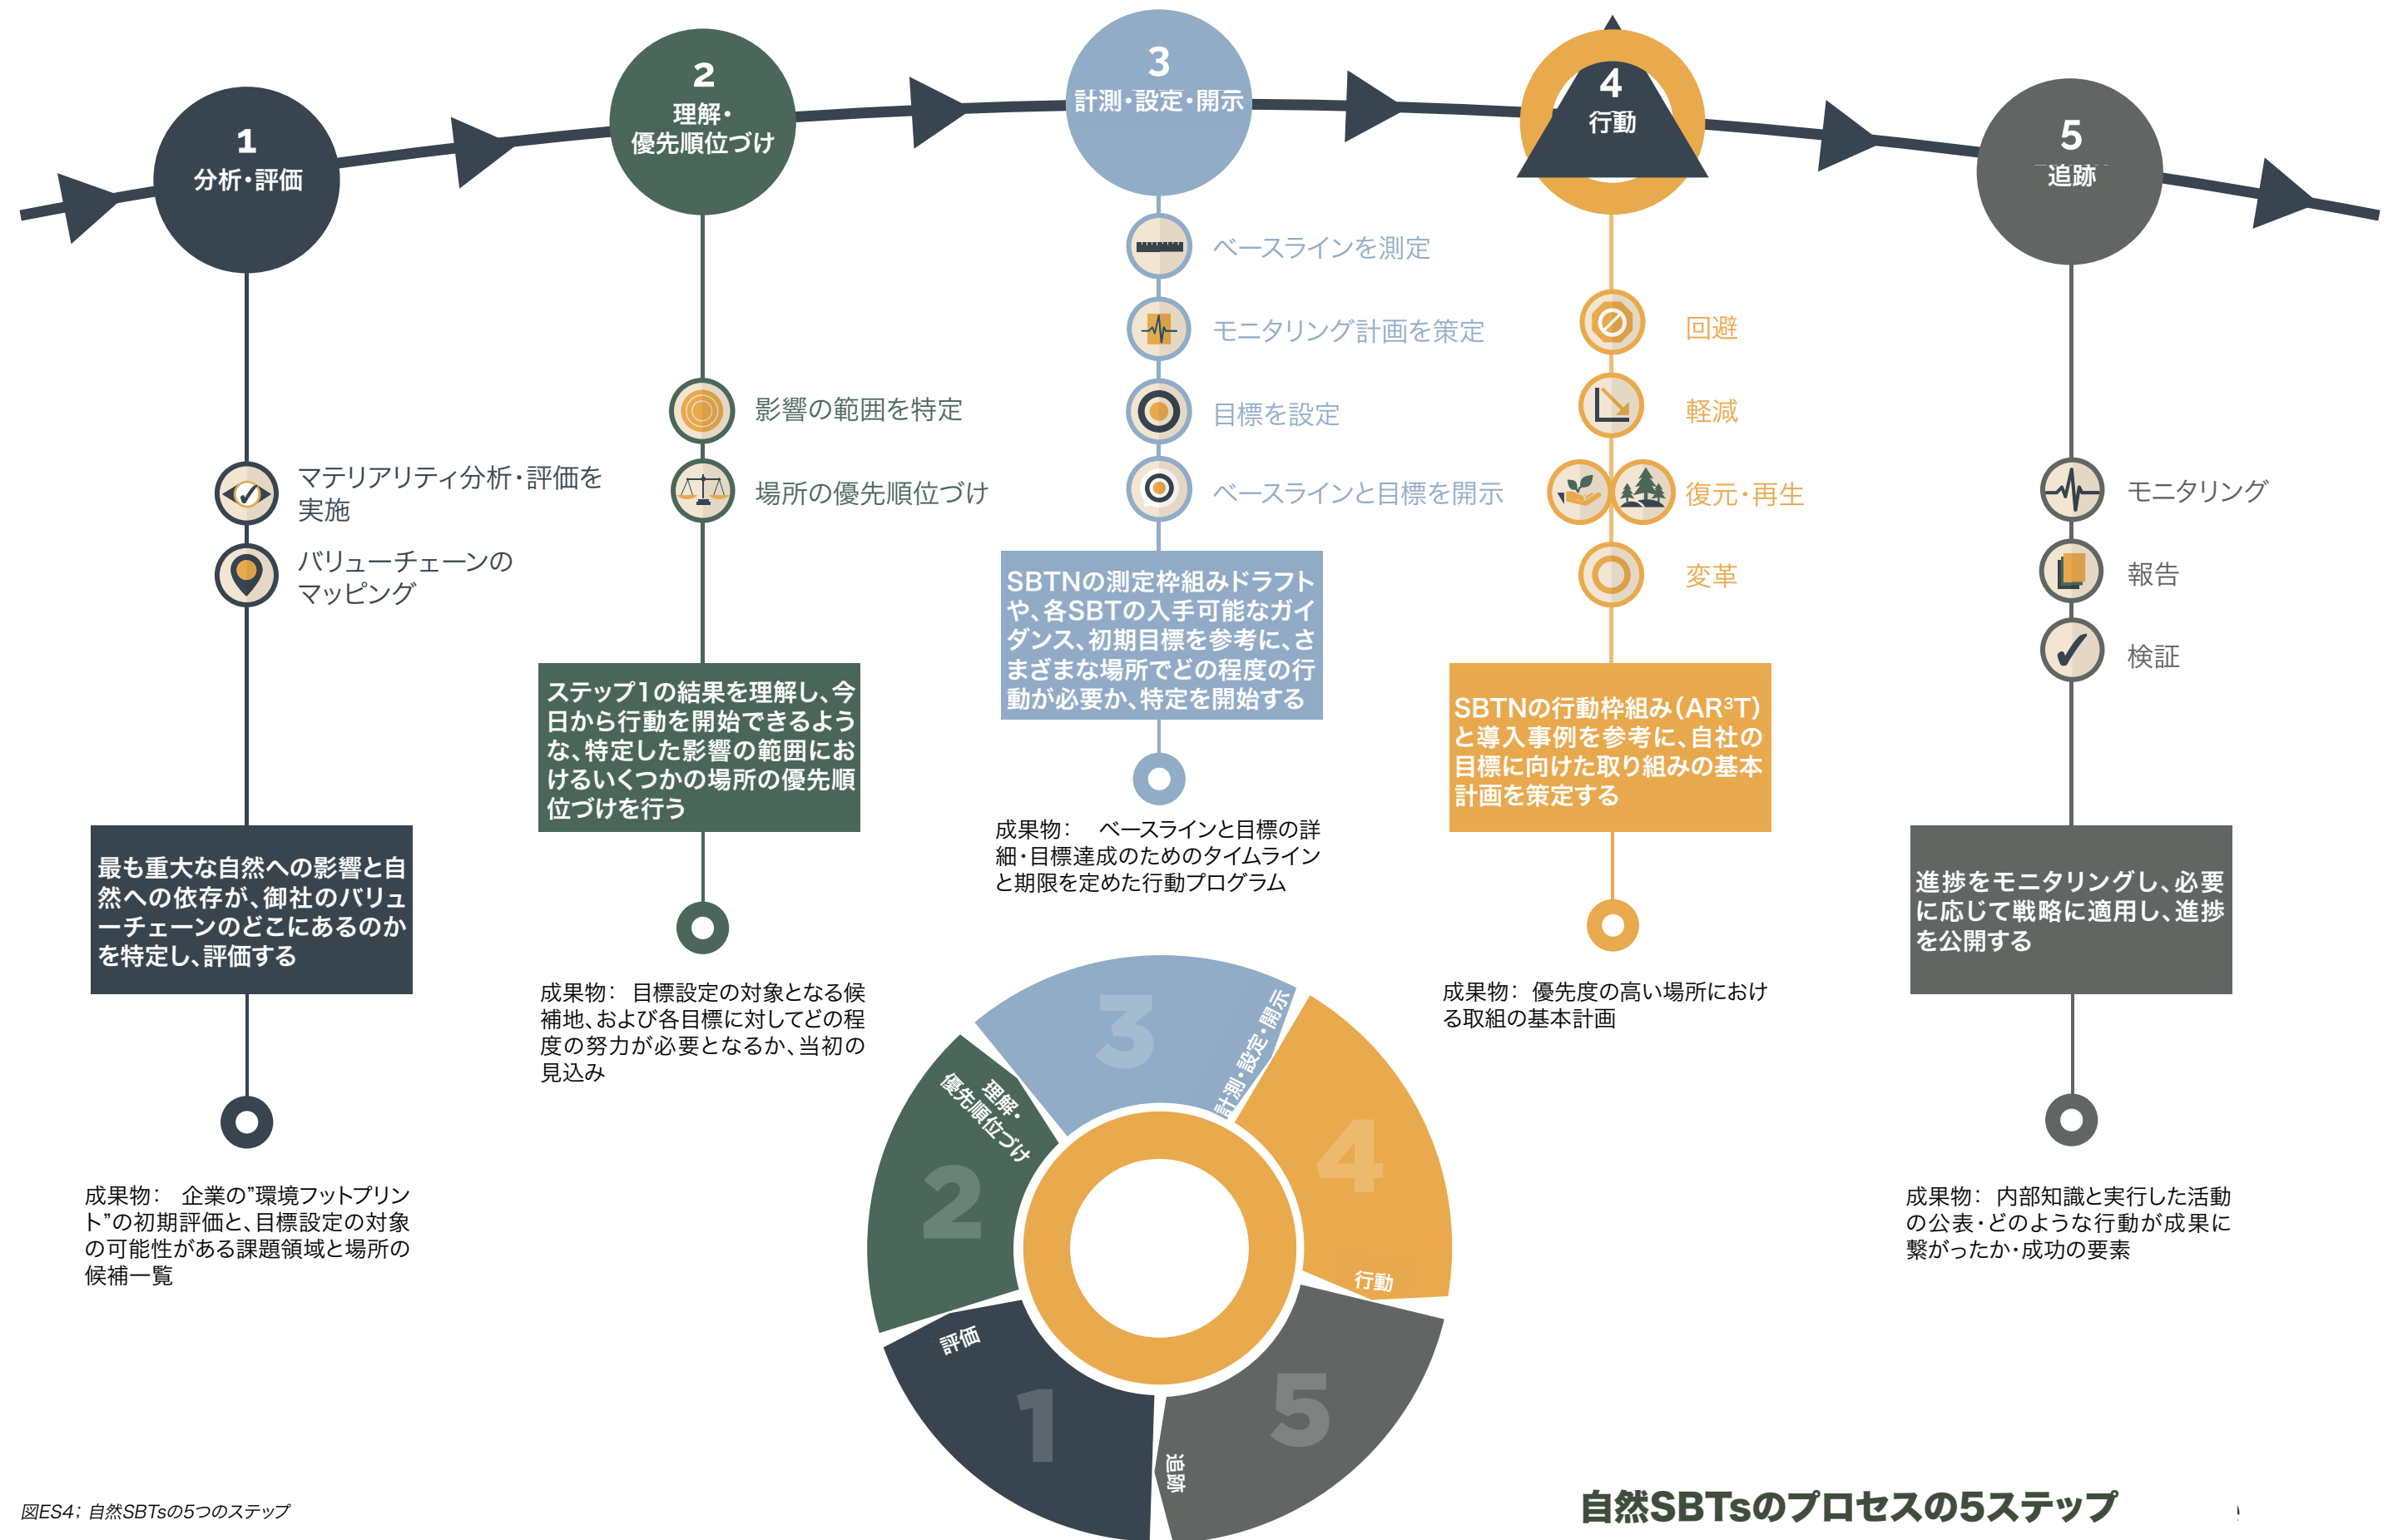 1
分析・評価
マテリアリティ分析・評価を
実施
バリューチェーンの
マッピング
最も重大な自然への影響と自
然への依存が、御社のバリュ
ーチェーンのどこにあるのか
を特定し、評価する
成果物：　企業の”環境フットプリン
ト”の初期評価と、目標設定の対象
の可能性がある課題領域と場所の
候補一覧
2
理解・
優先順位づけ
影響の範囲を特定
場所の優先順位づけ
ステップ1の結果を理解し、今
日から行動を開始できるよう
な、特定した影響の範囲にお
けるいくつかの場所の優先順
位づけを行う
成果物： 目標設定の対象となる候
補地、および各目標に対してどの程
度の努力が必要となるか、当初の
見込み
3
計測・設定・開示
ベースラインを測定
モニタリング計画を策定
目標を設定
ベースラインと目標を開示
SBTNの測定枠組みドラフト
や、各SBTの入手可能なガイ
ダンス、初期目標を参考に、さ
まざまな場所でどの程度の行
動が必要か、特定を開始する
成果物：　ベースラインと目標の詳
細・目標達成のためのタイムライン
と期限を定めた行動プログラム
4
行動
回避
軽減
復元・再生
変革
SBTNの行動枠組み（AR³T）
と導入事例を参考に、自社の
目標に向けた取り組みの基本
計画を策定する
成果物： 優先度の高い場所におけ
る取組の基本計画
5
追跡
モニタリング
報告
検証
進捗をモニタリングし、必要
に応じて戦略に適用し、進捗
を公開する
成果物： 内部知識と実行した活動
の公表・どのような行動が成果に
繋がったか・成功の要素
1
評価
2
理解・
優先順位づけ
3
計測・設定・開示
4
行動
5
追跡
図ES4; 自然SBTsの5つのステップ
自然SBTsのプロセスの5ステップ